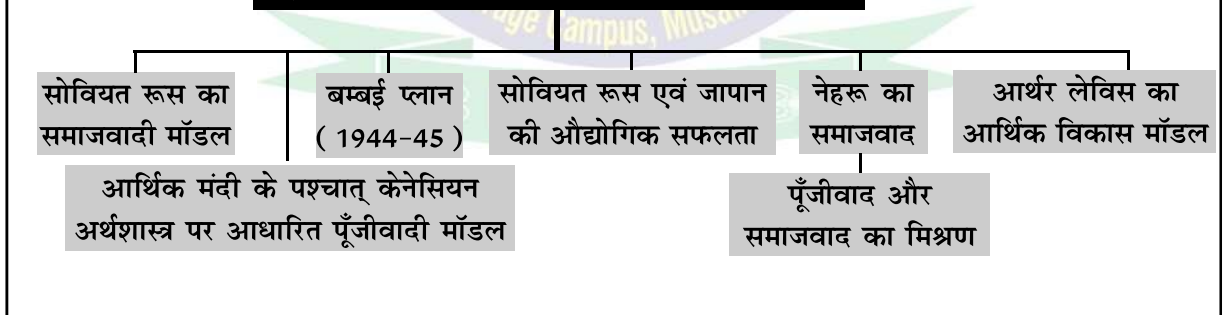 सोवियत रूस का
समाजवादी मॉडल
बम्बई प्लान
( 1944-45 )
सोवियत रूस एवं जापान
की औद्योगिक सफलता
नेहरू का
समाजवाद
आर्थर लेविस का
आर्थिक विकास मॉडल
आर्थिक मंदी के पश्चात् केनेसियन
अर्थशास्त्र पर आधारित पूँजीवादी मॉडल
पूँजीवाद और
समाजवाद का मिश्रण
Campus,